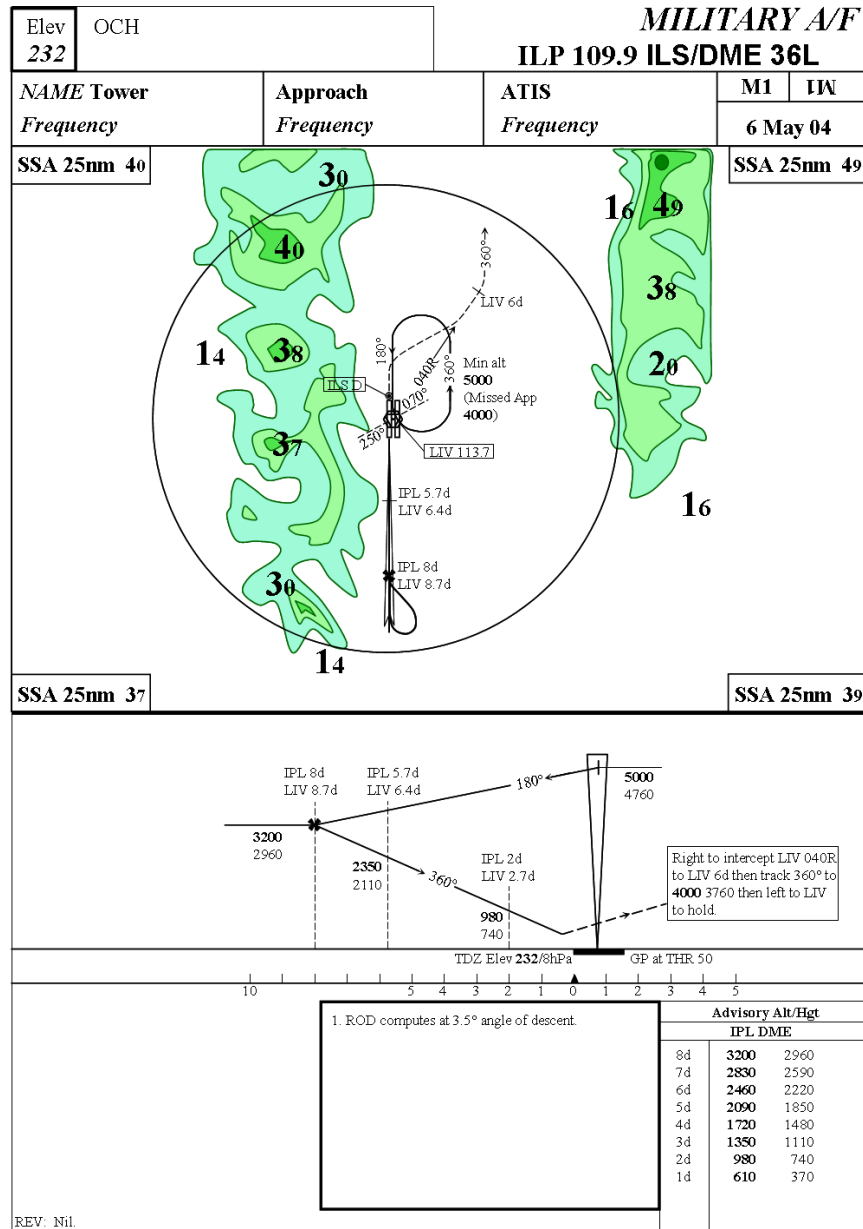 Elev OCH
232
MILITARY A/F
ILP 109.9 ILS/DME 36L
NAME Tower
Frequency
Approach
Frequency
ATIS
Frequency
M1 M1
6 May 04
SSA 25nm 40
SSA 25nm 49
30
40
16
49
38
14
38
20
37
16
30
14
360°
LIV 6d
180°
040R
360°
Min alt
5000
(Missed App
4000)
ILS D
070°
250°
LIV 113.7
IPL 5.7d
LIV 6.4d
IPL 8d
LIV 8.7d
SSA 25nm 37
SSA 25nm 39
IPL 8d
LIV 8.7d
IPL 5.7d
LIV 6.4d
180°
5000
4760
3200
2960
2350
2110
360°
IPL 2d
LIV 2.7d
980
740
Right to intercept LIV 040R
to LIV 6d then track 360° to
4000 3760 then left to LIV
to hold.
TDZ Elev 232/8hPa
GP at THR 50
10 5 4 3 2 1 0 1 2 3 4 5
1. ROD computes at 3.5° angle of descent.
Advisory Alt/Hgt
IPL DME
8d 3200 2960
7d 2830 2590
6d 2460 2220
5d 2090 1850
4d 1720 1480
3d 1350 1110
2d 980 740
1d 610 370
REV: Nil.